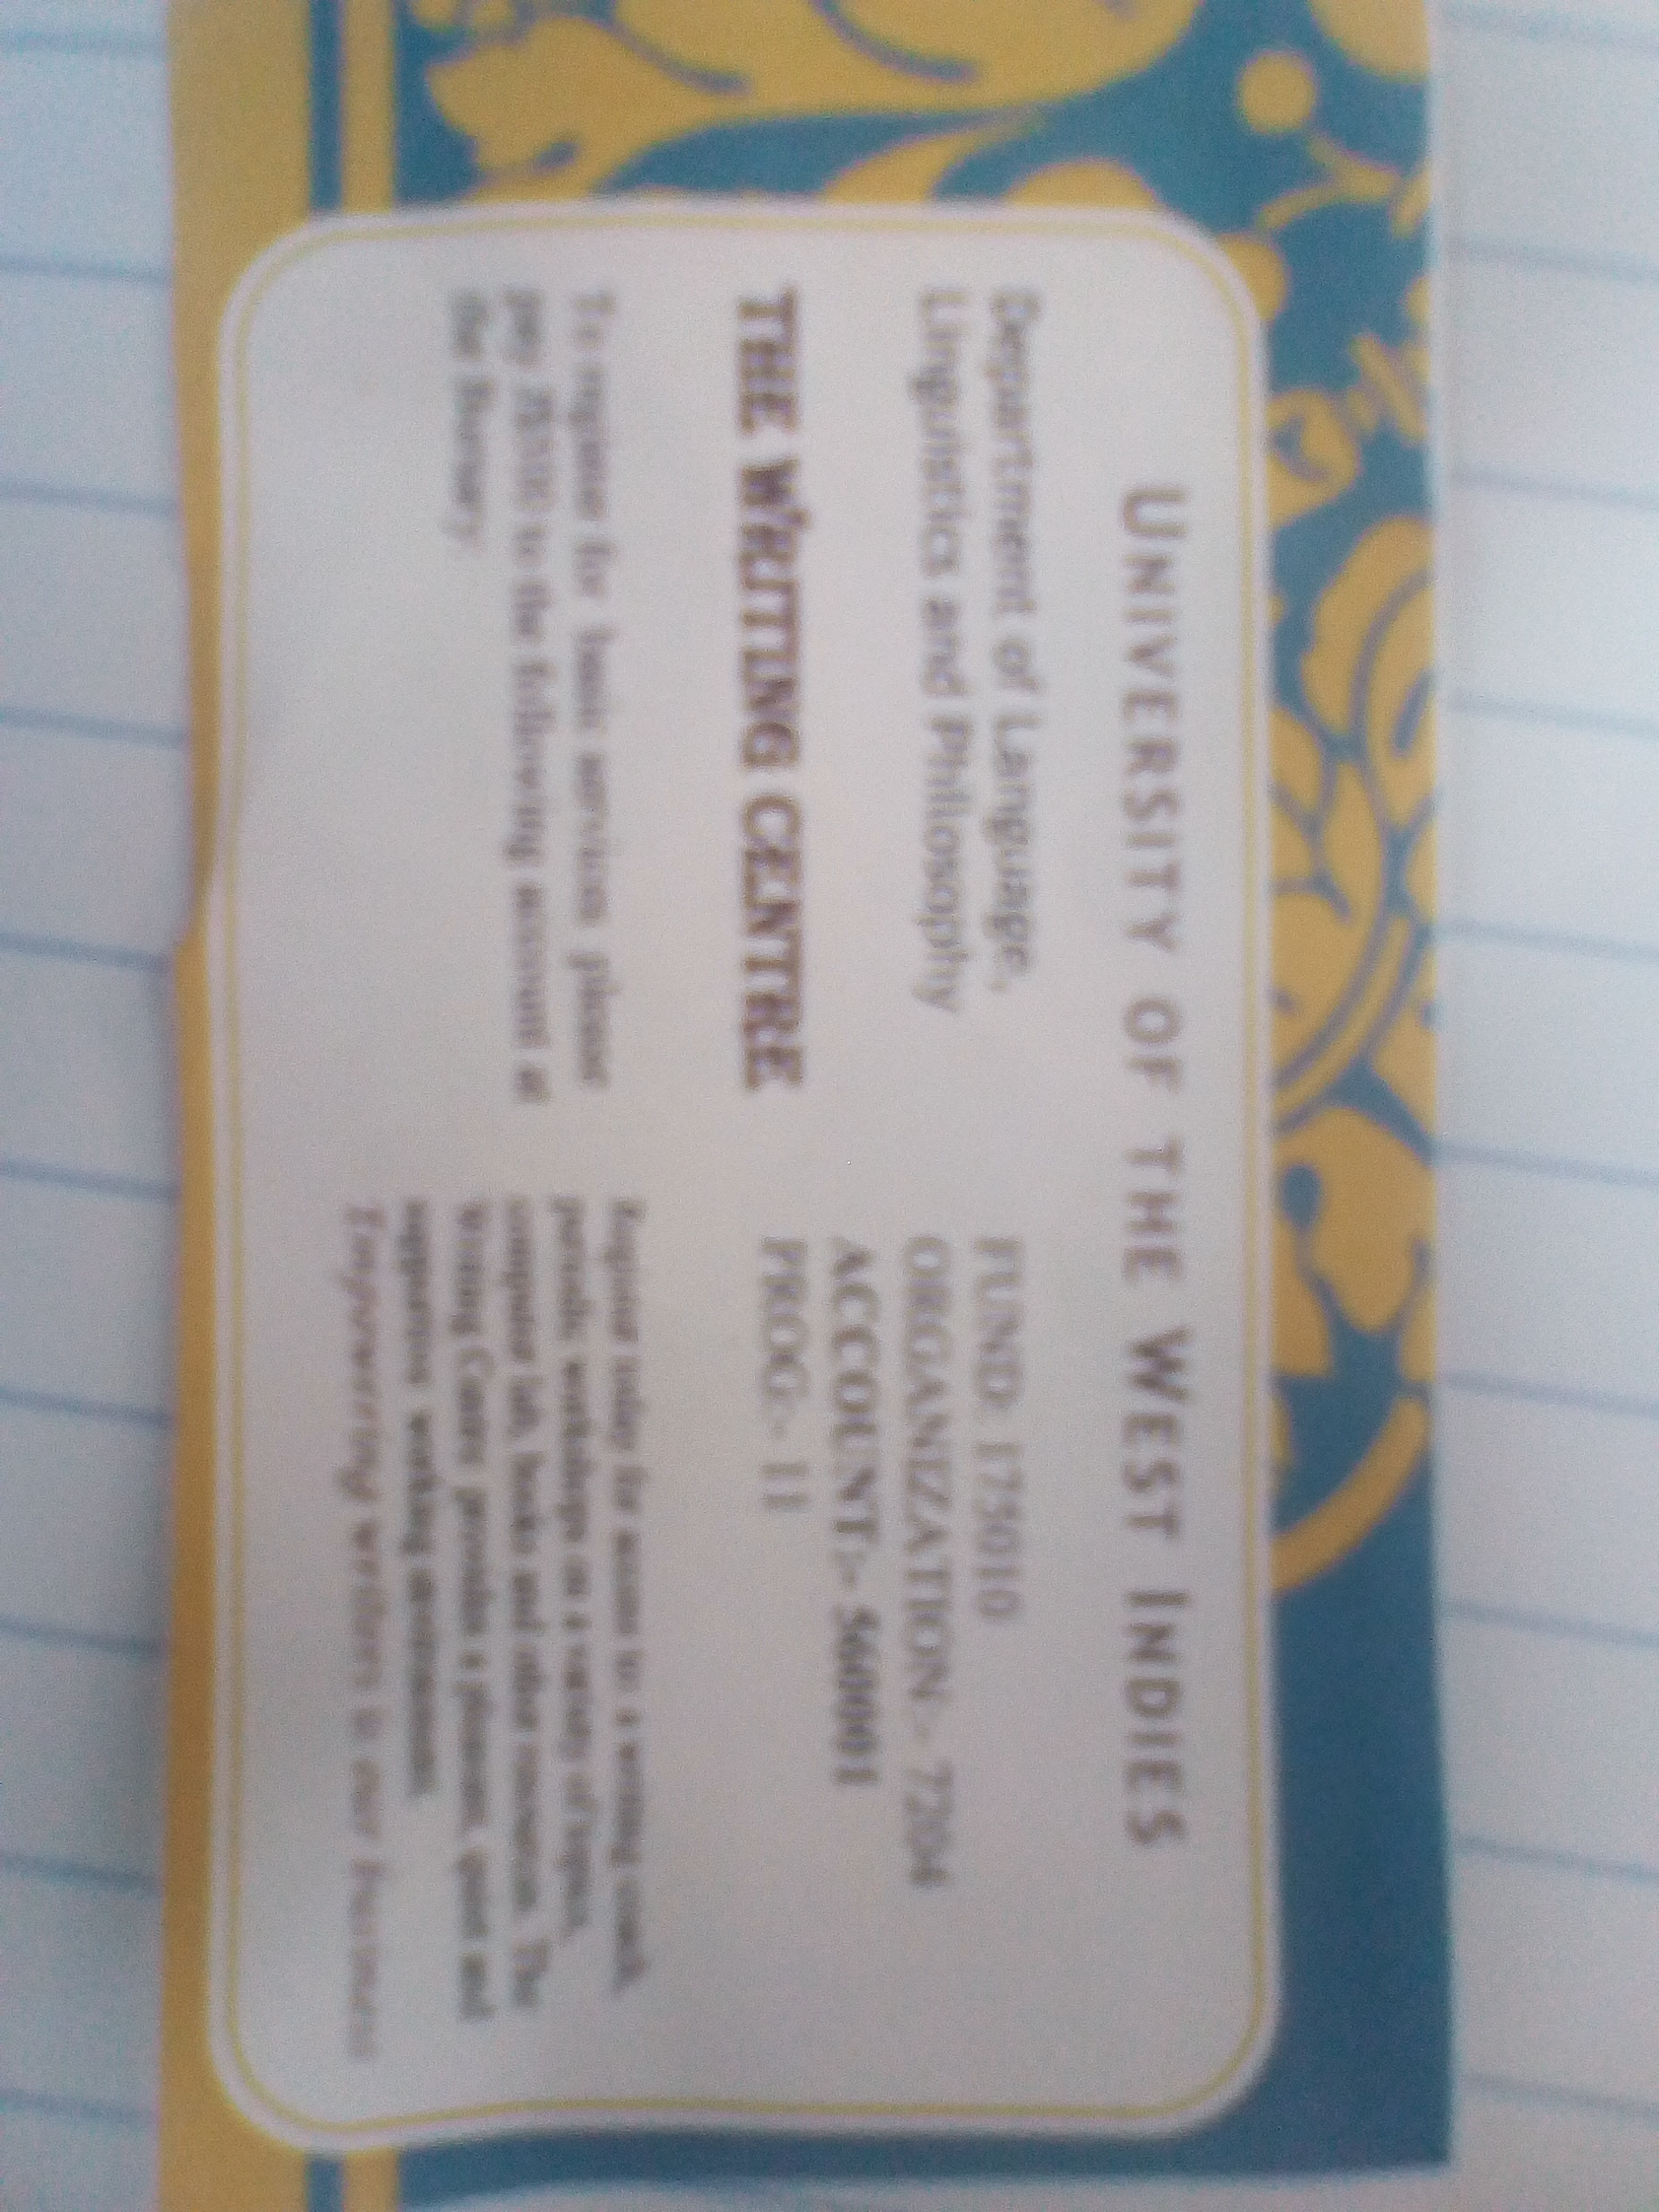 UNIVERSITY OF THE WEST INDIES
Department of Language,
Linguistics and Philosophy
THE WRITING CENTRE
To register for basic services please
pay to the following account at
the Bursary.
FUND: 175010
ORGANIZATION:- 7204
ACCOUNT:- 560001
PROG:- 11
Register today for access to a writing coach,
periodic workshops on a variety of topics,
computer lab, books and other resources. The
Writing Centre provides a pleasant, quiet and
supportive working environment.
Empowering writers is our business